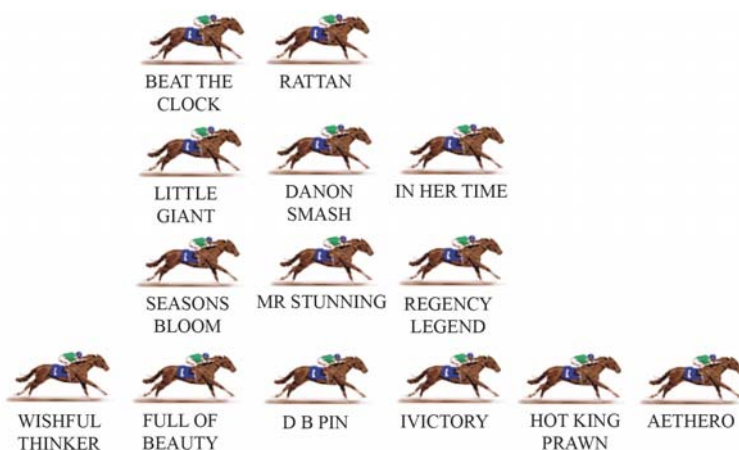 BEAT THE
CLOCK
RATTAN
LITTLE
GIANT
DANON
SMASH
IN HER TIME
SEASONS
BLOOM
MR STUNNING
REGENCY
LEGEND
WISHFUL
THINKER
FULL OF
BEAUTY
D B PIN
IVICTORY
HOT KING
PRAWN
AETHERO